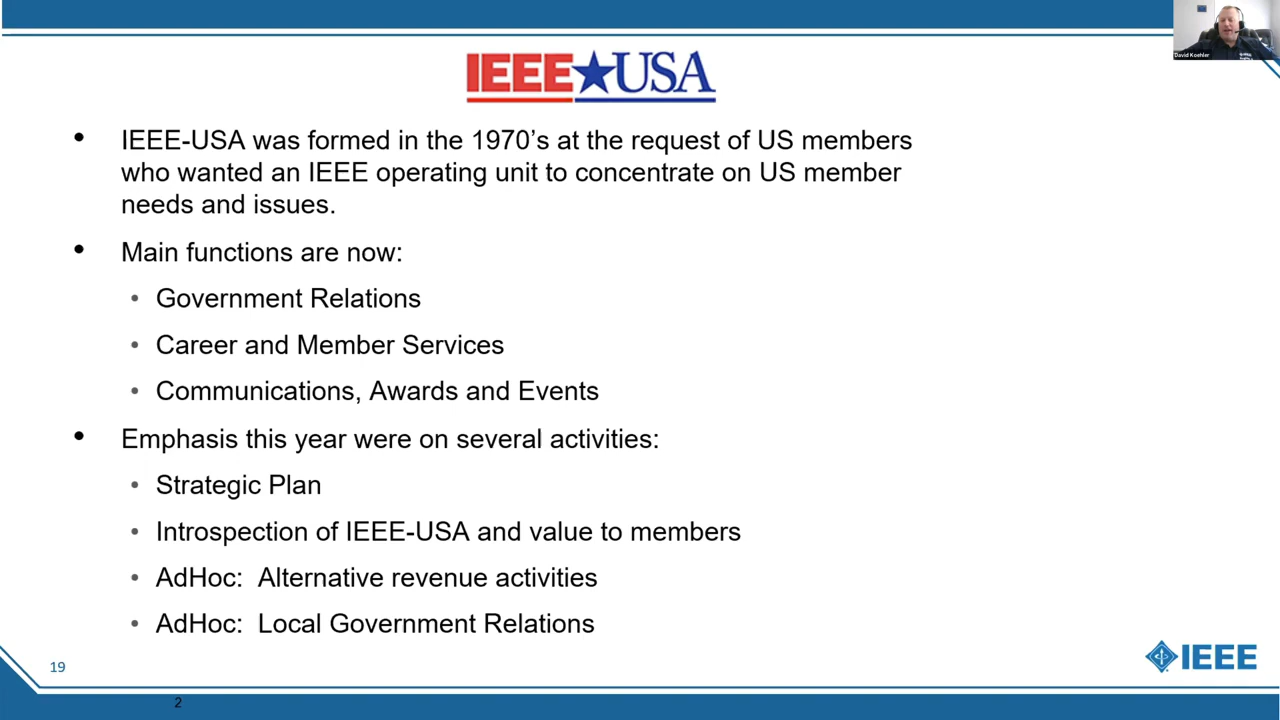 David Koehler
IEEE★USA
• IEEE-USA was formed in the 1970's at the request of US members
who wanted an IEEE operating unit to concentrate on US member
needs and issues.
• Main functions are now:
• Government Relations
• Career and Member Services
• Communications, Awards and Events
• Emphasis this year were on several activities:
• Strategic Plan
• Introspection of IEEE-USA and value to members
• AdHoc:  Alternative revenue activities
• AdHoc:  Local Government Relations
19
IEEE
2